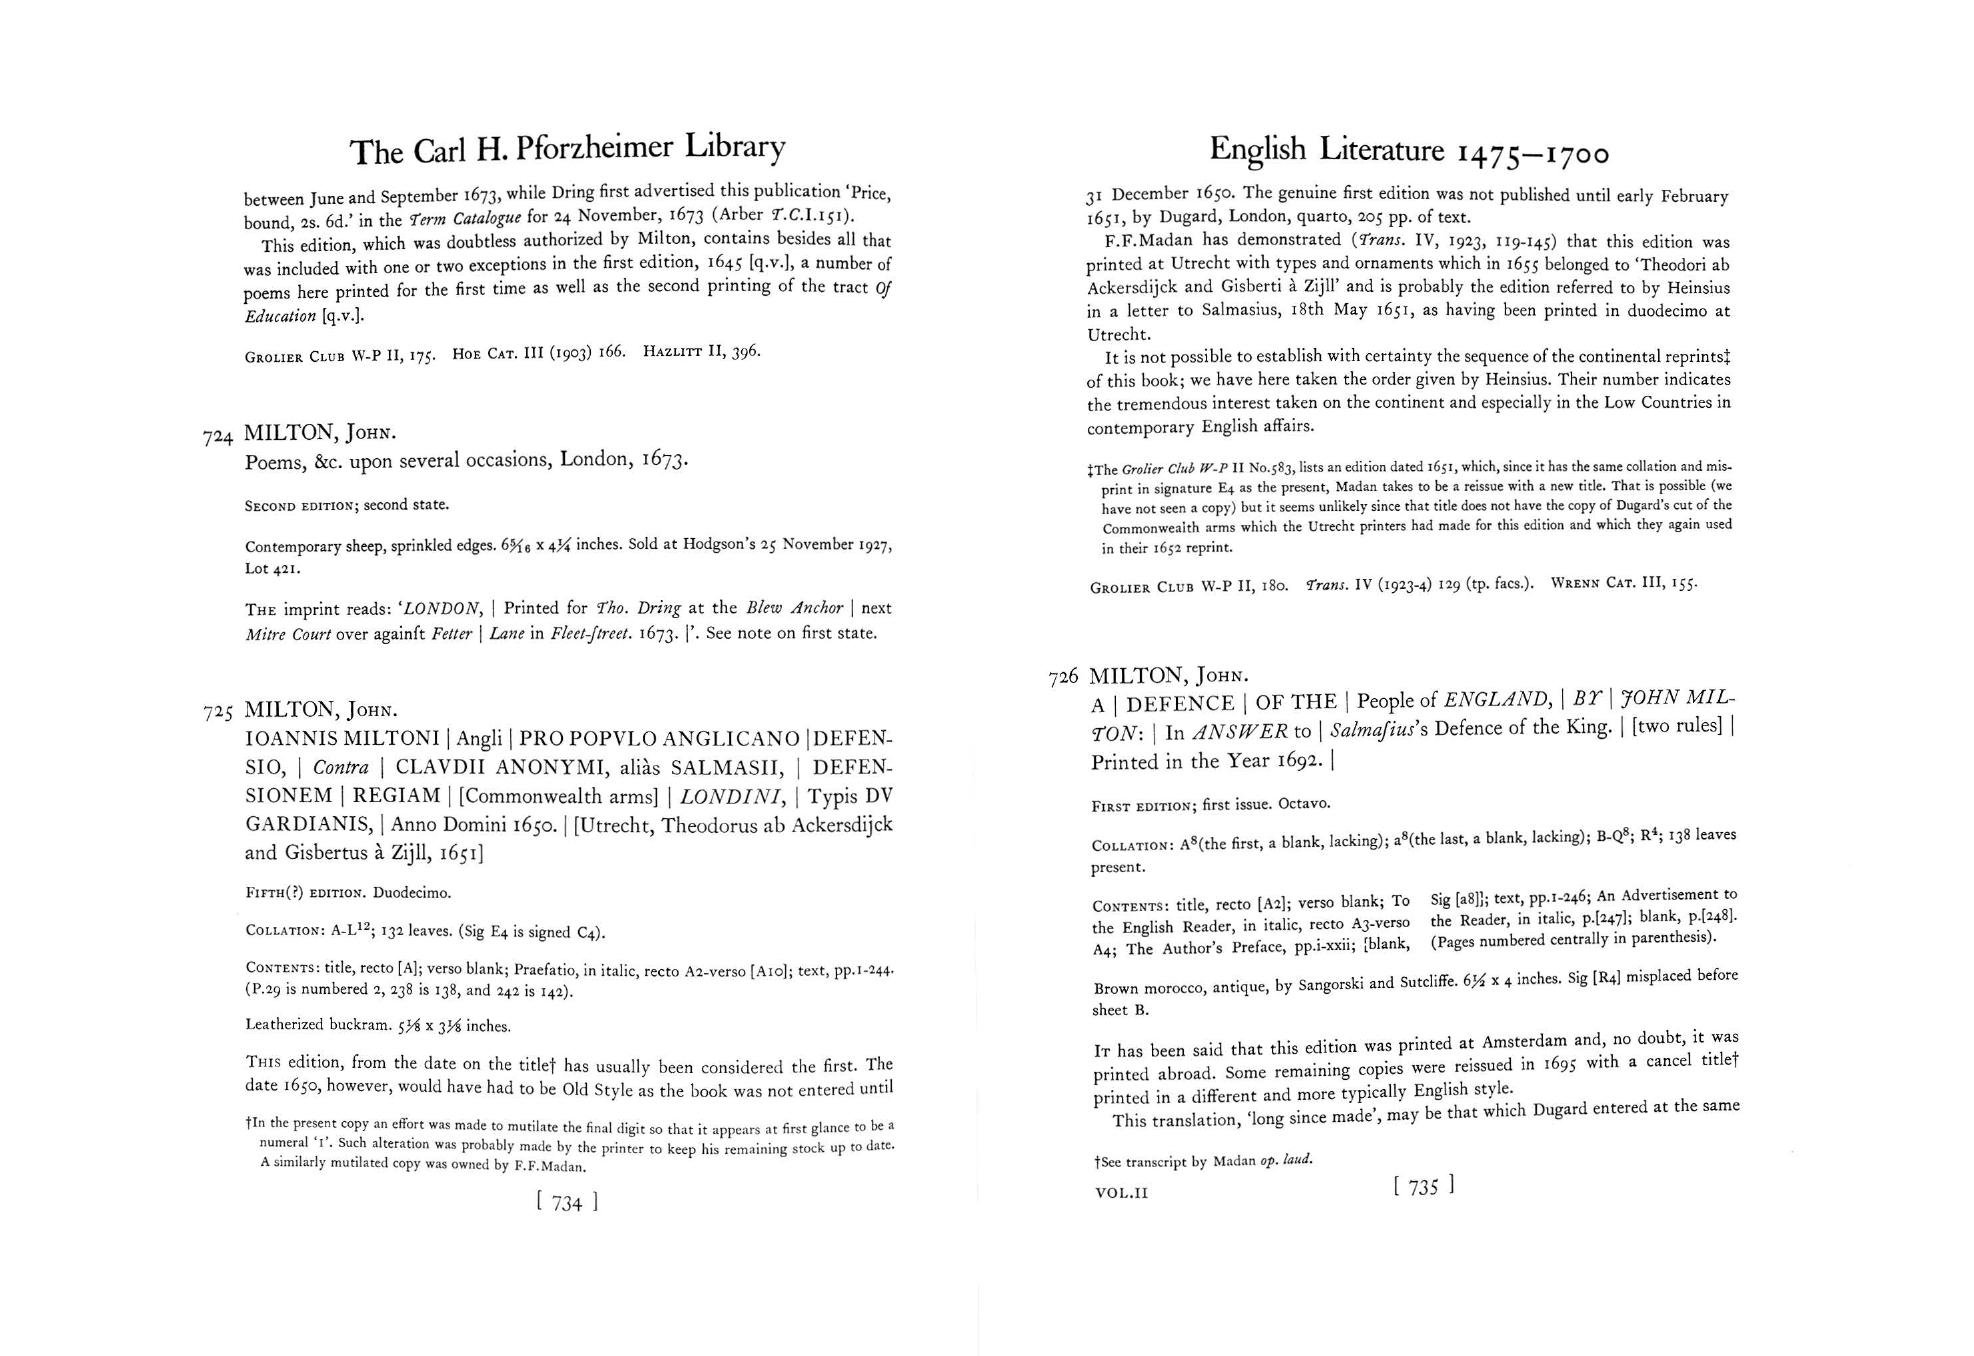 The Carl H. Pforzheimer Library
between June and September 1673, while Dring first advertised this publication ‘Price,
bound, 2s. 6d.’ in the Term Catalogue for 24 November, 1673 (Arber T.C.I.151).
This edition, which was doubtless authorized by Milton, contains besides all that
was included with one or two exceptions in the first edition, 1645 [q.v.], a number of
poems here printed for the first time as well as the second printing of the tract Of
Education [q.v.].
GROLIER CLUB W-P II, 175. HOE CAT. III (1903) 166. HAZLITT II, 396.
724 MILTON, JOHN.
Poems, &c. upon several occasions, London, 1673.
SECOND EDITION; second state.
Contemporary sheep, sprinkled edges. 6 5/16 x 4 1/4 inches. Sold at Hodgson's 25 November 1927,
Lot 421.
THE imprint reads: ‘LONDON, | Printed for Tho. Dring at the Blew Anchor | next
Mitre Court over againſt Fetter | Lane in Fleet-ſtreet. 1673. |’. See note on first state.
725 MILTON, JOHN.
IOANNIS MILTONI | Angli | PRO POPVLO ANGLICANO |DEFEN-
SIO, | Contra | CLAVDII ANONYMI, aliàs SALMASII, | DEFEN-
SIONEM | REGIAM | [Commonwealth arms] | LONDINI, | Typis DV
GARDIANIS, | Anno Domini 1650. | [Utrecht, Theodorus ab Ackersdijck
and Gisbertus à Zijll, 1651]
FIFTH(?) EDITION. Duodecimo.
COLLATION: A-L¹²; 132 leaves. (Sig E4 is signed C4).
CONTENTS: title, recto [A]; verso blank; Praefatio, in italic, recto A2-verso [A10]; text, pp.1-244.
(P.29 is numbered 2, 238 is 138, and 242 is 142).
Leatherized buckram. 5 1/8 x 3 1/8 inches.
THIS edition, from the date on the title† has usually been considered the first. The
date 1650, however, would have had to be Old Style as the book was not entered until
†In the present copy an effort was made to mutilate the final digit so that it appears at first glance to be a
numeral ‘1’. Such alteration was probably made by the printer to keep his remaining stock up to date.
A similarly mutilated copy was owned by F.F.Madan.
[ 734 ]
English Literature 1475–1700
31 December 1650. The genuine first edition was not published until early February
1651, by Dugard, London, quarto, 205 pp. of text.
F.F.Madan has demonstrated (Trans. IV, 1923, 119-145) that this edition was
printed at Utrecht with types and ornaments which in 1655 belonged to ‘Theodori ab
Ackersdijck and Gisberti à Zijll’ and is probably the edition referred to by Heinsius
in a letter to Salmasius, 18th May 1651, as having been printed in duodecimo at
Utrecht.
It is not possible to establish with certainty the sequence of the continental reprints‡
of this book; we have here taken the order given by Heinsius. Their number indicates
the tremendous interest taken on the continent and especially in the Low Countries in
contemporary English affairs.
‡The Grolier Club W-P II No.583, lists an edition dated 1651, which, since it has the same collation and mis-
print in signature E4 as the present, Madan takes to be a reissue with a new title. That is possible (we
have not seen a copy) but it seems unlikely since that title does not have the copy of Dugard's cut of the
Commonwealth arms which the Utrecht printers had made for this edition and which they again used
in their 1652 reprint.
GROLIER CLUB W-P II, 180. Trans. IV (1923-4) 129 (tp. facs.). WRENN CAT. III, 155.
726 MILTON, JOHN.
A | DEFENCE | OF THE | People of ENGLAND, | BY | JOHN MIL-
TON: | In ANSWER to | Salmaſius's Defence of the King. | [two rules] |
Printed in the Year 1692. |
FIRST EDITION; first issue. Octavo.
COLLATION: A⁸(the first, a blank, lacking); a⁸(the last, a blank, lacking); B-Q⁸; R⁴; 138 leaves
present.
CONTENTS: title, recto [A2]; verso blank; To
the English Reader, in italic, recto A3-verso
A4; The Author's Preface, pp.i-xxii; [blank,
Sig [a8]]; text, pp.1-246; An Advertisement to
the Reader, in italic, p.[247]; blank, p.[248].
(Pages numbered centrally in parenthesis).
Brown morocco, antique, by Sangorski and Sutcliffe. 6 1/2 x 4 inches. Sig [R4] misplaced before
sheet B.
IT has been said that this edition was printed at Amsterdam and, no doubt, it was
printed abroad. Some remaining copies were reissued in 1695 with a cancel title†
printed in a different and more typically English style.
This translation, ‘long since made’, may be that which Dugard entered at the same
†See transcript by Madan op. laud.
VOL.II
[ 735 ]